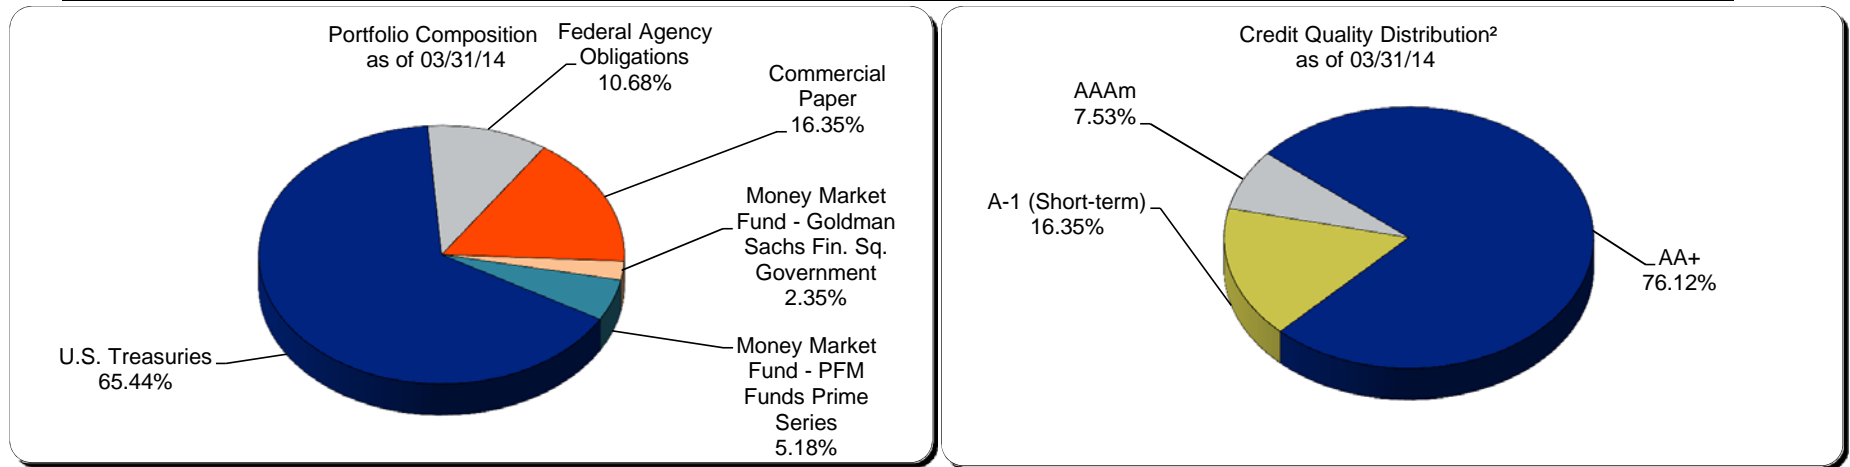 Portfolio Composition
as of 03/31/14
Federal Agency
Obligations
10.68%
Commercial
Paper
16.35%
Money Market
Fund - Goldman
Sachs Fin. Sq.
Government
2.35%
Money Market
Fund - PFM
Funds Prime
Series
5.18%
U.S. Treasuries
65.44%
Credit Quality Distribution²
as of 03/31/14
AAAm
7.53%
A-1 (Short-term)
16.35%
AA+
76.12%